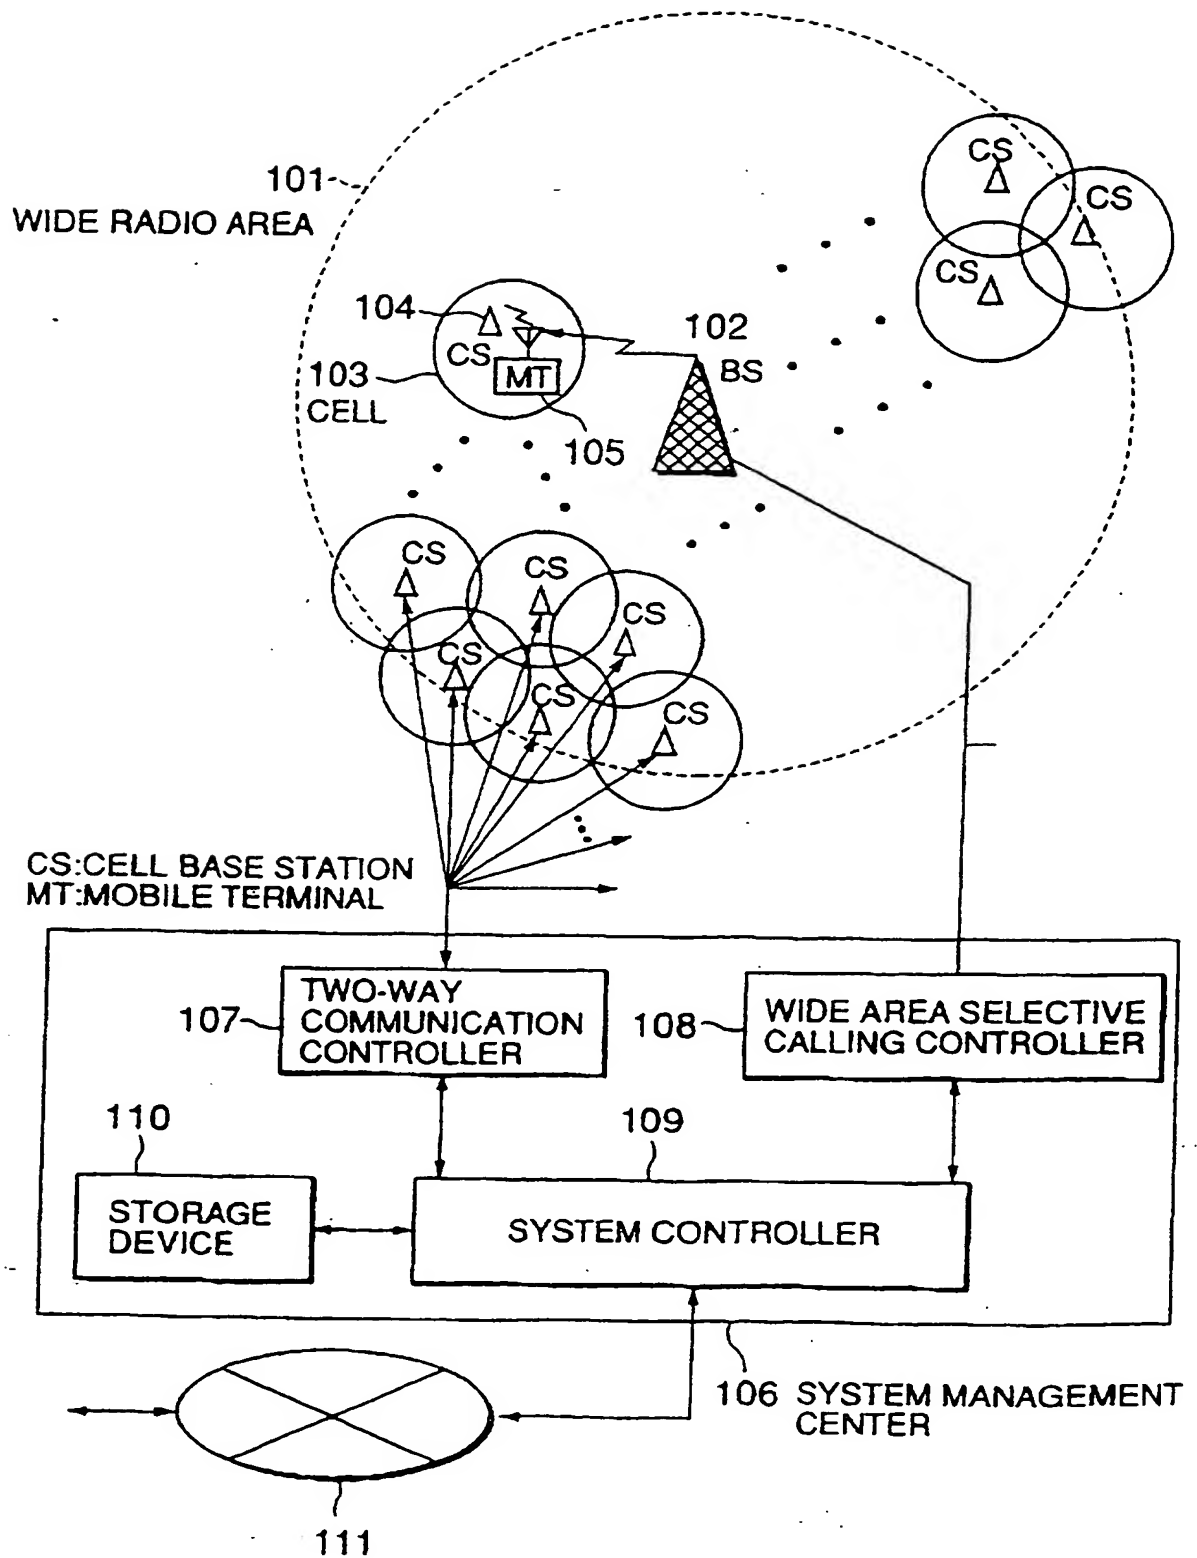 CS
101
WIDE RADIO AREA
CS
CS
104
CS
MT
102
BS
103
CELL
105
CS
CS
CS
CS
CS
CS
CS:CELL BASE STATION
MT:MOBILE TERMINAL
TWO-WAY
COMMUNICATION
CONTROLLER
107
108
WIDE AREA SELECTIVE
CALLING CONTROLLER
110
109
STORAGE
DEVICE
SYSTEM CONTROLLER
106 SYSTEM MANAGEMENT
CENTER
111